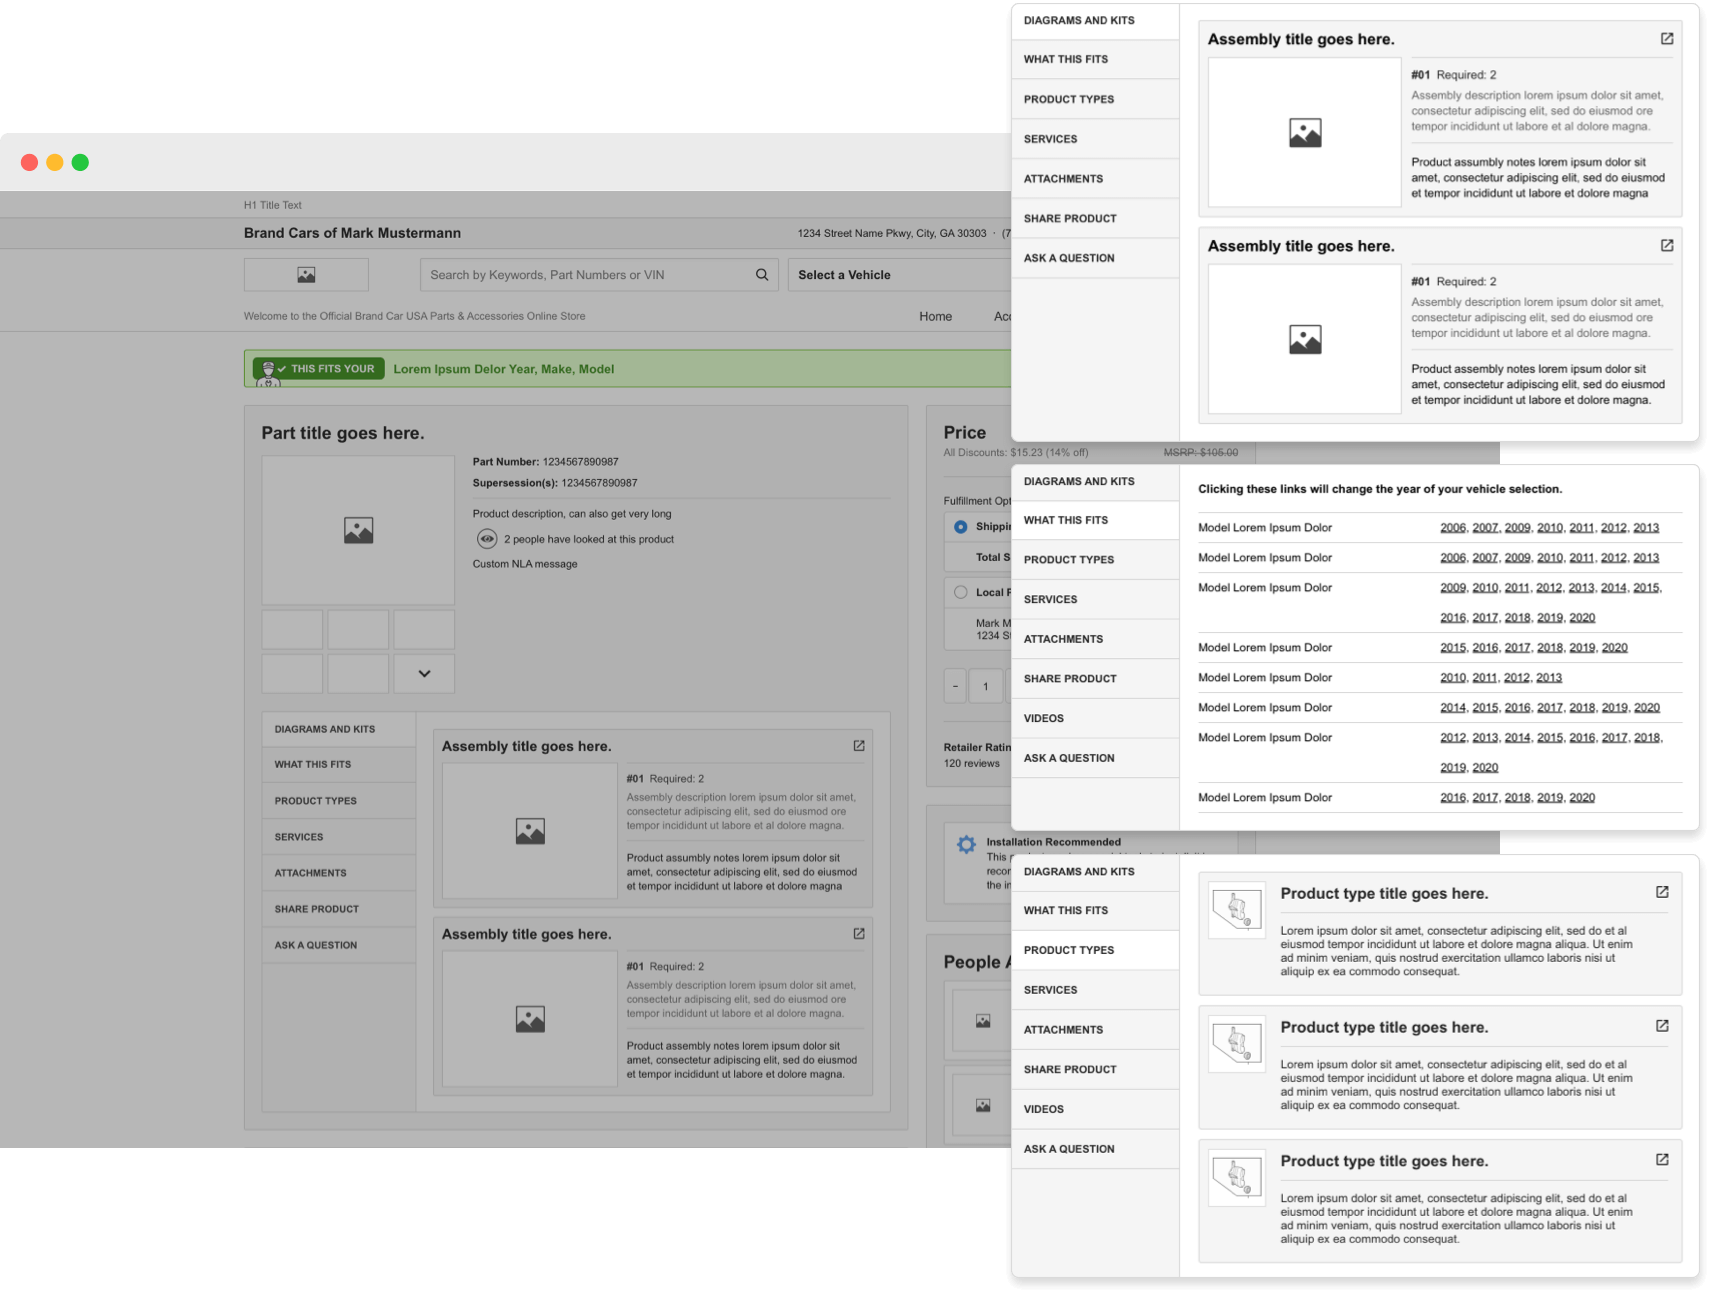 H1 Title Text
Brand Cars of Mark Mustermann
1234 Street Name Pkwy, City, GA 30303 · (7
Search by Keywords, Part Numbers or VIN
Select a Vehicle
Welcome to the Official Brand Car USA Parts & Accessories Online Store
Home
THIS FITS YOUR
Lorem Ipsum Delor Year, Make, Model
Part title goes here.
Part Number: 1234567890987
Supersession(s): 1234567890987
Product description, can also get very long
2 people have looked at this product
Custom NLA message
DIAGRAMS AND KITS
WHAT THIS FITS
PRODUCT TYPES
SERVICES
ATTACHMENTS
SHARE PRODUCT
ASK A QUESTION
Assembly title goes here.
#01 Required: 2
Assembly description lorem ipsum dolor sit amet,
consectetur adipiscing elit, sed do eiusmod ore
tempor incididunt ut labore et al dolore magna.
Product assumbly notes lorem ipsum dolor sit
amet, consectetur adipiscing elit, sed do eiusmod
et tempor incididunt ut labore et dolore magna
Assembly title goes here.
#01 Required: 2
Assembly description lorem ipsum dolor sit amet,
consectetur adipiscing elit, sed do eiusmod ore
tempor incididunt ut labore et al dolore magna.
Product assembly notes lorem ipsum dolor sit
amet, consectetur adipiscing elit, sed do eiusmod
et tempor incididunt ut labore et dolore magna.
Price
All Discounts: $15.23 (14% off)
MSRP: $105.00
Fulfillment Opt
Shippi
Total S
Local
Mark M
1234 S
-
1
Retailer Ratin
120 reviews
Installation Recommended
This
recor
the in
People
DIAGRAMS AND KITS
WHAT THIS FITS
PRODUCT TYPES
SERVICES
ATTACHMENTS
SHARE PRODUCT
ASK A QUESTION
Assembly title goes here.
#01 Required: 2
Assembly description lorem ipsum dolor sit amet,
consectetur adipiscing elit, sed do eiusmod ore
tempor incididunt ut labore et al dolore magna.
Product assumbly notes lorem ipsum dolor sit
amet, consectetur adipiscing elit, sed do eiusmod
et tempor incididunt ut labore et dolore magna
Assembly title goes here.
#01 Required: 2
Assembly description lorem ipsum dolor sit amet,
consectetur adipiscing elit, sed do eiusmod ore
tempor incididunt ut labore et al dolore magna.
Product assembly notes lorem ipsum dolor sit
amet, consectetur adipiscing elit, sed do eiusmod
et tempor incididunt ut labore et dolore magna.
DIAGRAMS AND KITS
WHAT THIS FITS
PRODUCT TYPES
SERVICES
ATTACHMENTS
SHARE PRODUCT
VIDEOS
ASK A QUESTION
Clicking these links will change the year of your vehicle selection.
Model Lorem Ipsum Dolor 2006, 2007, 2009, 2010, 2011, 2012, 2013
Model Lorem Ipsum Dolor 2006, 2007, 2009, 2010, 2011, 2012, 2013
Model Lorem Ipsum Dolor 2009, 2010, 2011, 2012, 2013, 2014, 2015,
2016, 2017, 2018, 2019, 2020
Model Lorem Ipsum Dolor 2015, 2016, 2017, 2018, 2019, 2020
Model Lorem Ipsum Dolor 2010, 2011, 2012, 2013
Model Lorem Ipsum Dolor 2014, 2015, 2016, 2017, 2018, 2019, 2020
Model Lorem Ipsum Dolor 2012, 2013, 2014, 2015, 2016, 2017, 2018,
2019, 2020
Model Lorem Ipsum Dolor 2016, 2017, 2018, 2019, 2020
DIAGRAMS AND KITS
WHAT THIS FITS
PRODUCT TYPES
SERVICES
ATTACHMENTS
SHARE PRODUCT
VIDEOS
ASK A QUESTION
Product type title goes here.
Lorem ipsum dolor sit amet, consectetur adipiscing elit, sed do et al
eiusmod tempor incididunt ut labore et dolore magna aliqua. Ut enim
ad minim veniam, quis nostrud exercitation ullamco laboris nisi ut
aliquip ex ea commodo consequat.
Product type title goes here.
Lorem ipsum dolor sit amet, consectetur adipiscing elit, sed do et al
eiusmod tempor incididunt ut labore et dolore magna aliqua. Ut enim
ad minim veniam, quis nostrud exercitation ullamco laboris nisi ut
aliquip ex ea commodo consequat.
Product type title goes here.
Lorem ipsum dolor sit amet, consectetur adipiscing elit, sed do et al
eiusmod tempor incididunt ut labore et dolore magna aliqua. Ut enim
ad minim veniam, quis nostrud exercitation ullamco laboris nisi ut
aliquip ex ea commodo consequat.